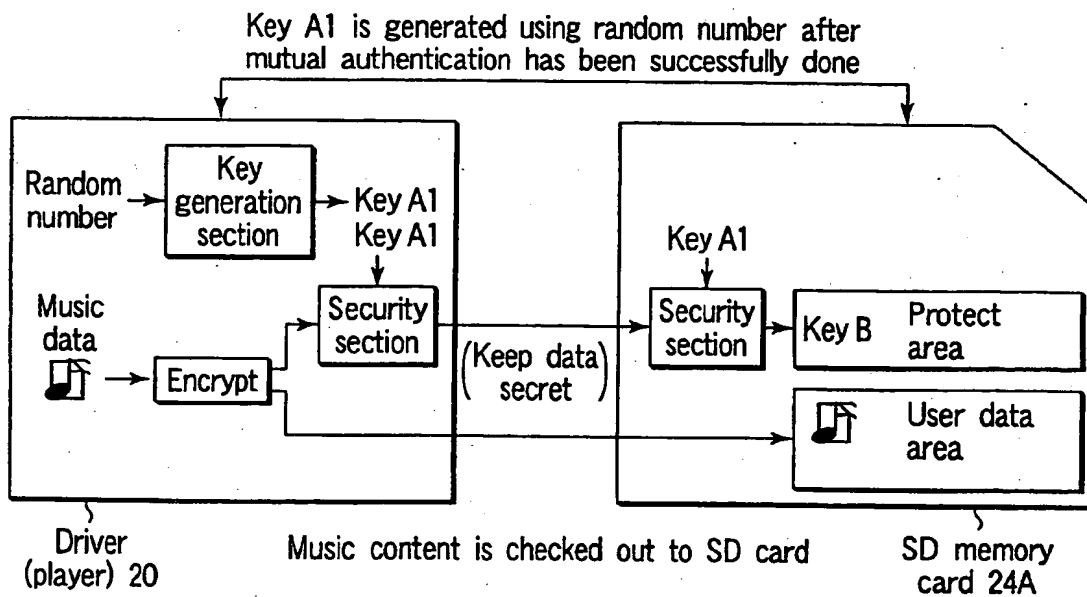 Key A1 is generated using random number after
mutual authentication has been successfully done
Random
number
Key
generation
section
Key A1
Key A1
Music
data
Encrypt
Security
section
(Keep data
secret)
Key A1
Security
section
Key B
Protect
area
User data
area
Driver
(player) 20
Music content is checked out to SD card
SD memory
card 24A